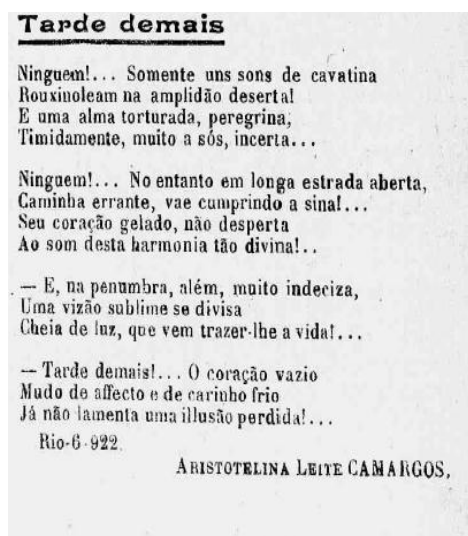 Tarde demais
Ninguem!... Somente uns sons de cavatina
Rouxinoleam na amplidão deserta!
E uma alma torturada, peregrina,
Timidamente, muito a sós, incerta...
Ninguem!... No entanto em longa estrada aberta,
Caminha errante, vae cumprindo a sina!...
Seu coração gelado, não desperta
Ao som desta harmonia tão divina!..
— E, na penumbra, além, muito indeciza,
Uma vizão sublime se divisa
Cheia de luz, que vem trazer-lhe a vida!...
— Tarde demais!... O coração vazio
Mudo de affecto e de carinho frio
Já não lamenta uma illusão perdida!...
Rio-6-922.
ARISTOTELINA LEITE CAMARGOS,